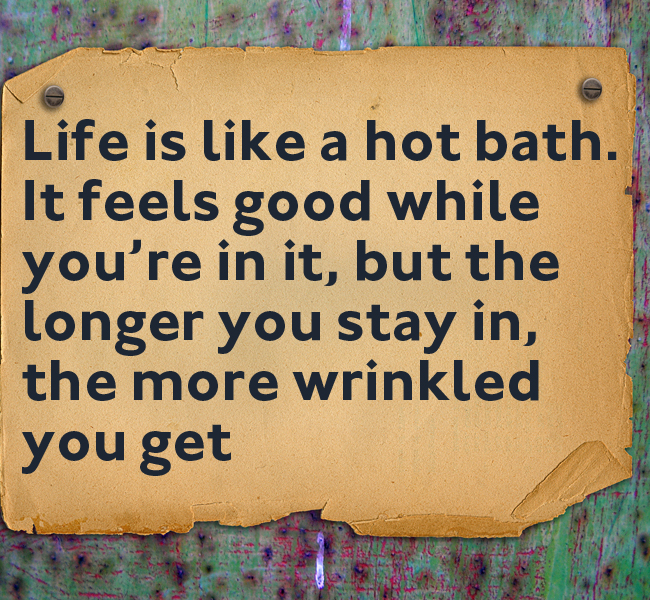 Life is like a hot bath.
It feels good while
you’re in it, but the
longer you stay in,
the more wrinkled
you get